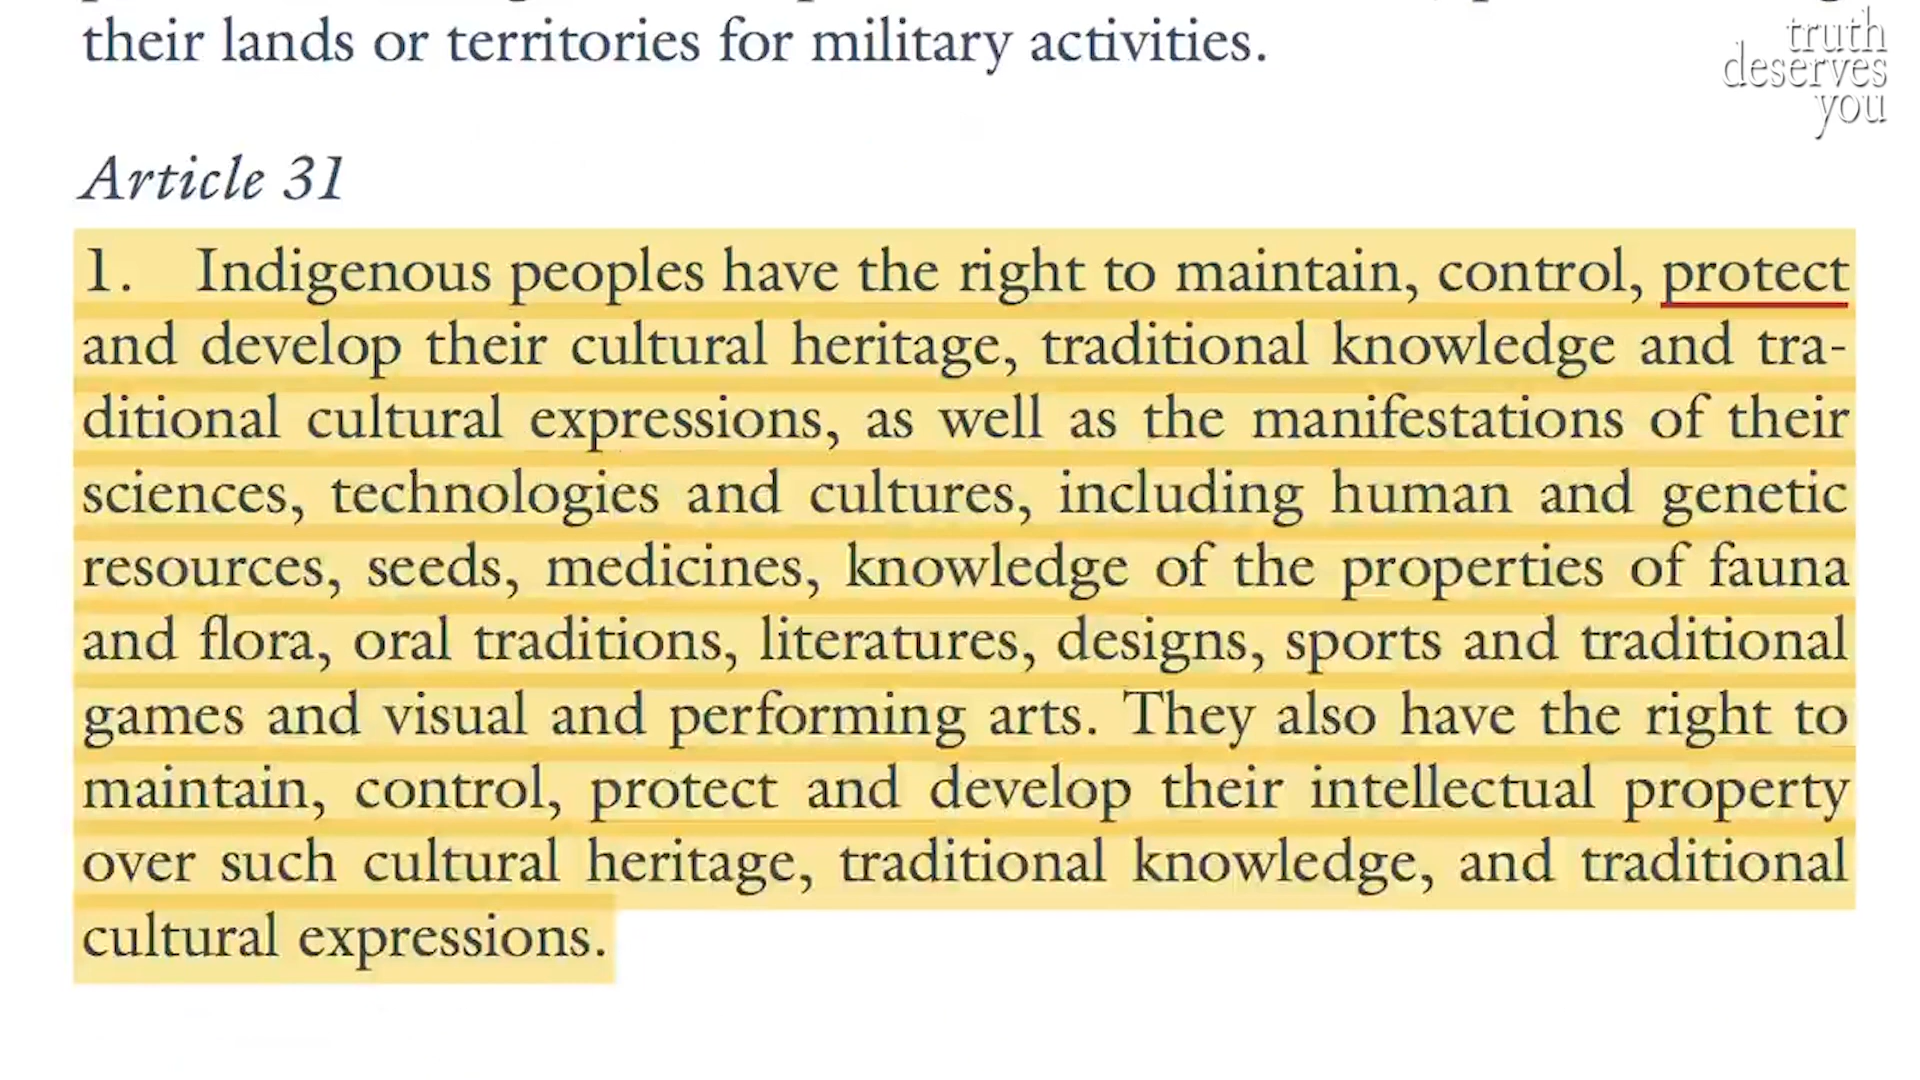 their lands or territories for military activities.
truth
deserves
you
Article 31
1. Indigenous peoples have the right to maintain, control, protect
and develop their cultural heritage, traditional knowledge and tra-
ditional cultural expressions, as well as the manifestations of their
sciences, technologies and cultures, including human and genetic
resources, seeds, medicines, knowledge of the properties of fauna
and flora, oral traditions, literatures, designs, sports and traditional
games and visual and performing arts. They also have the right to
maintain, control, protect and develop their intellectual property
over such cultural heritage, traditional knowledge, and traditional
cultural expressions.